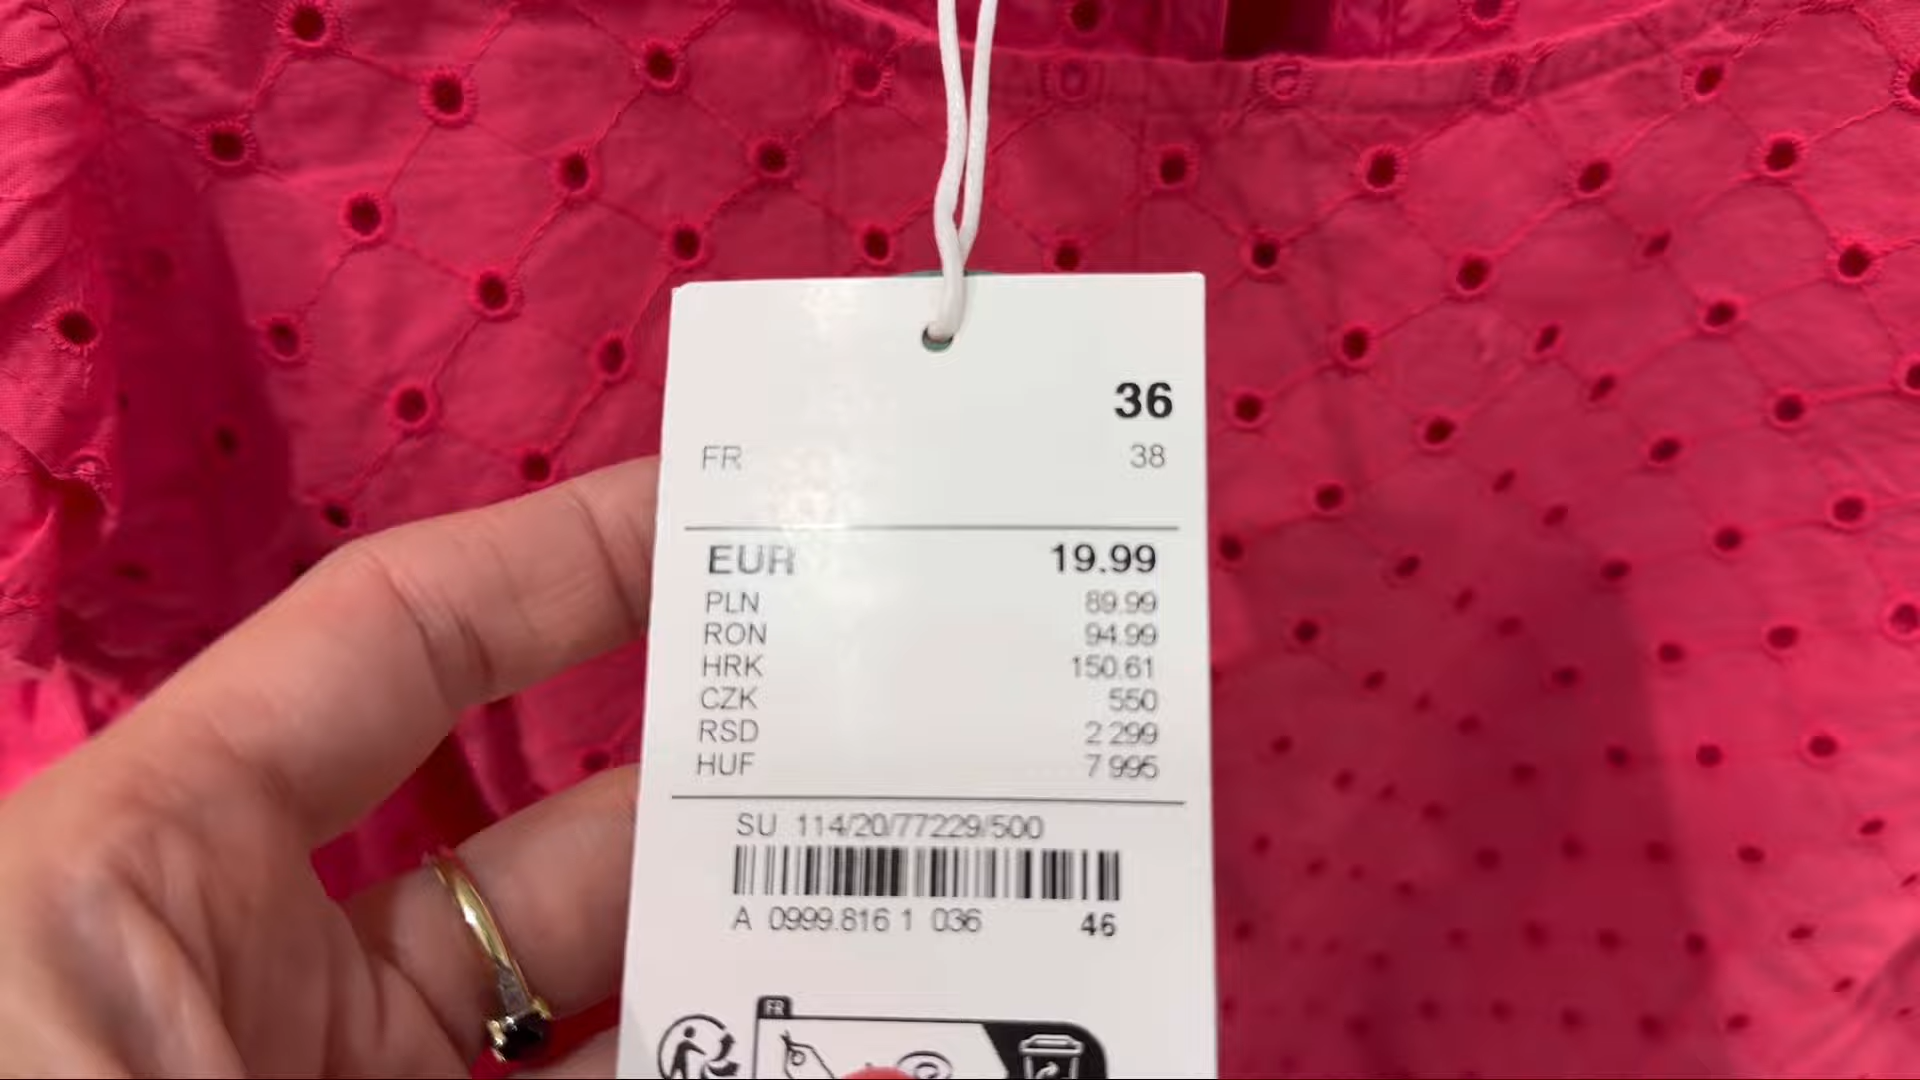 36
FR 38
EUR 19.99
PLN 89.99
RON 94.99
HRK 150.61
CZK 550
RSD 2 299
HUF 7 995
SU 114/20/77229/500
A 0999.816 1 036 46
FR